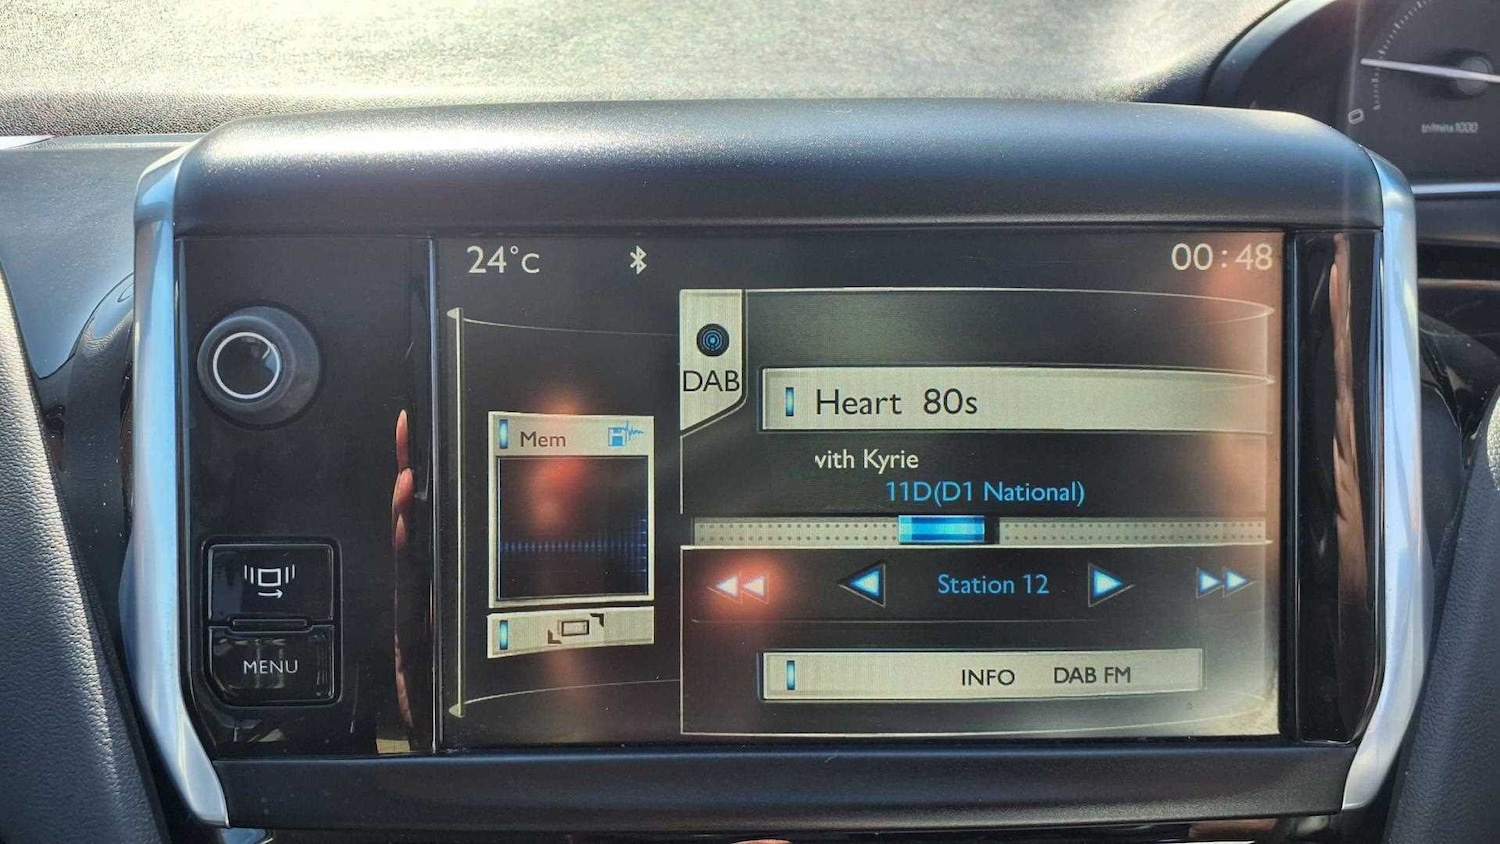 24°C
00:48
DAB
Heart 80s
Mem
vith Kyrie
11D(D1 National)
Station 12
MENU
INFO DAB FM